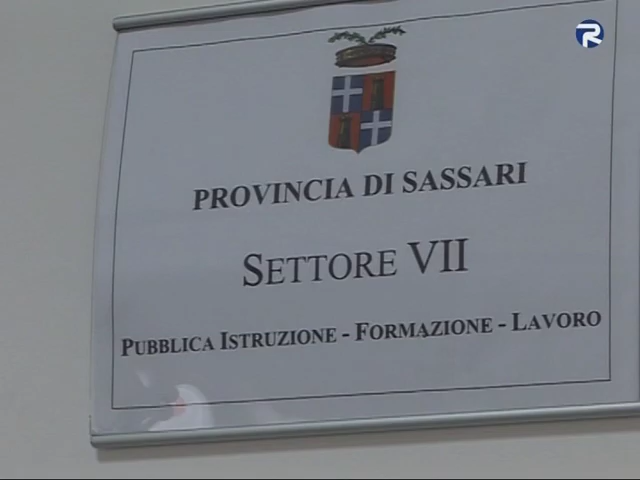 PROVINCIA DI SASSARI
SETTORE VII
PUBBLICA ISTRUZIONE - FORMAZIONE - LAVORO